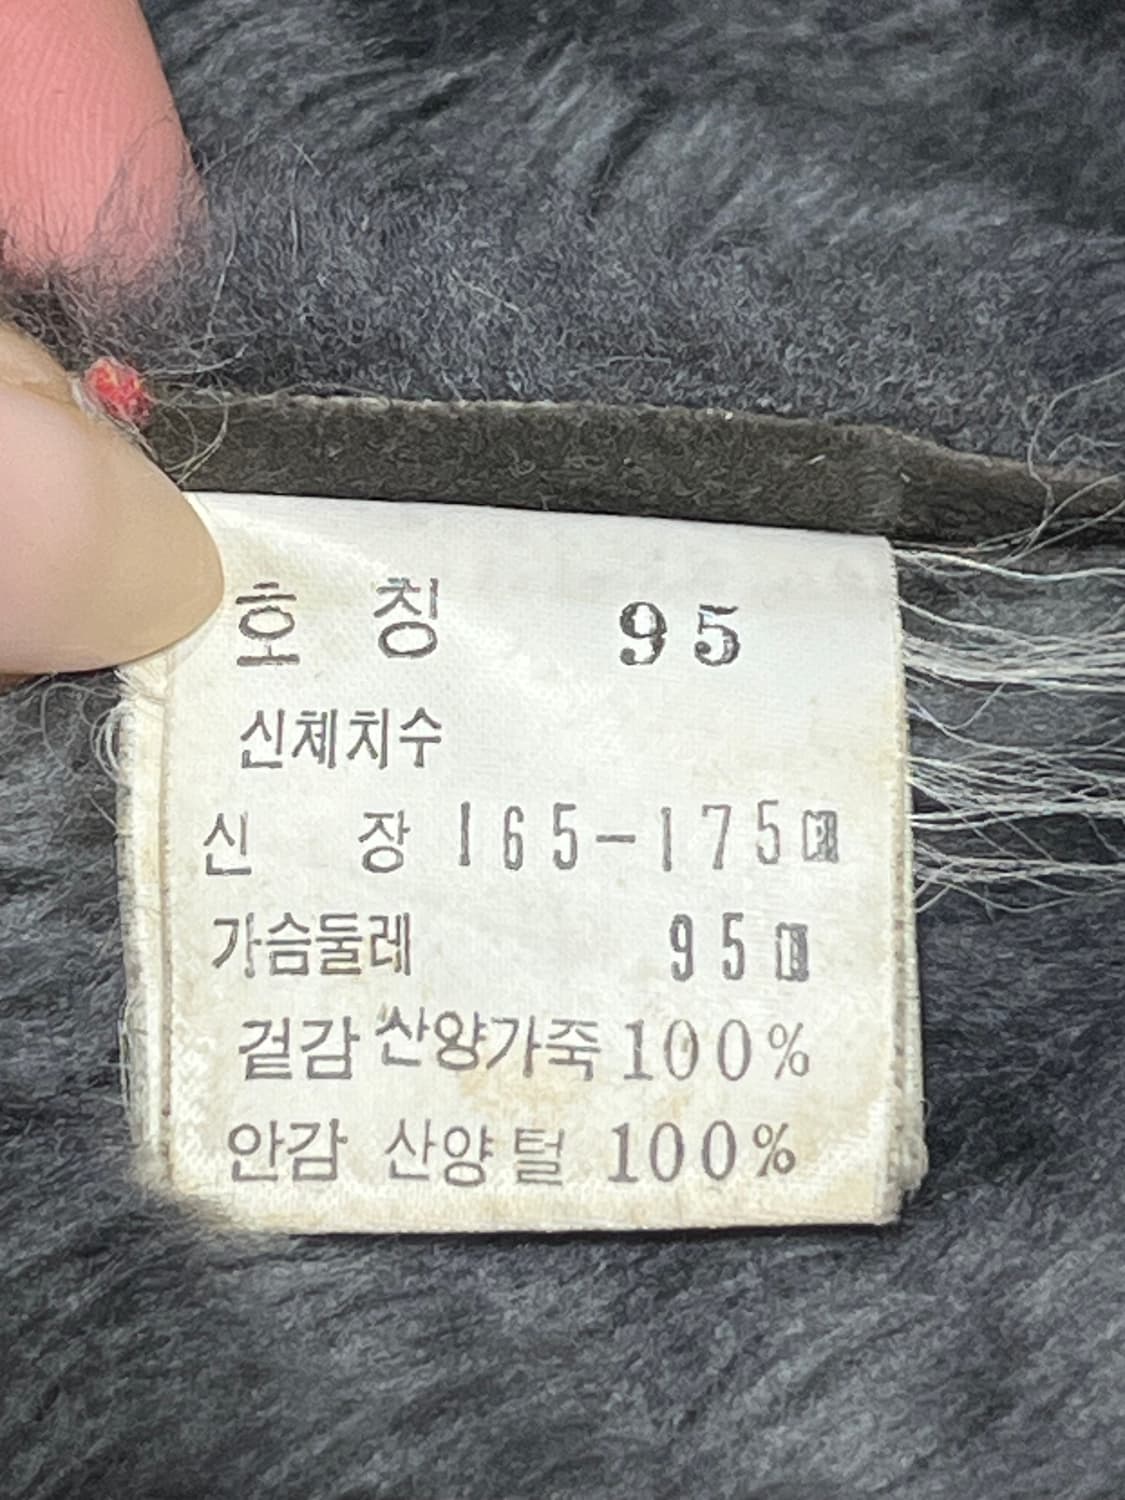 호 칭 95
신체치수
신 장 165-175㎝
가슴둘레 95㎝
겉감 산양가죽 100%
안감 산양털 100%